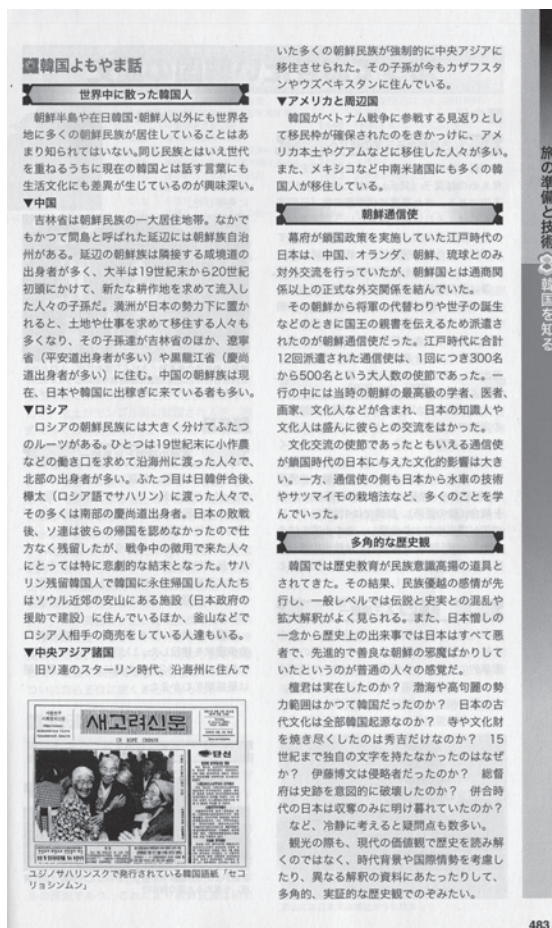 韓国よもやま話
世界中に散った韓国人
朝鮮半島や在日韓国・朝鮮人以外にも世界各
地に多くの朝鮮民族が居住していることはあ
まり知られてはいない。同じ民族とはいえ世代
を重ねるうちに現在の韓国とは話す言葉にも
生活文化にも差異が生じているのが興味深い。
▼中国
吉林省は朝鮮民族の一大居住地帯。なかで
もかつて間島と呼ばれた延辺には朝鮮族自治
州がある。延辺の朝鮮族は隣接する咸境道の
出身者が多く、大半は19世紀末から20世紀
初頭にかけて、新たな耕作地を求めて流入し
た人々の子孫だ。満洲が日本の勢力下に置か
れると、土地や仕事を求めて移住する人々も
多くなり、その子孫達が吉林省のほか、遼寧
省（平安道出身者が多い）や黒龍江省（慶尚
道出身者が多い）に住む。中国の朝鮮族は現
在、日本や韓国に出稼ぎに来ている者も多い。
▼ロシア
ロシアの朝鮮民族には大きく分けてふたつ
のルーツがある。ひとつは19世紀末に小作農
などの働き口を求めて沿海州に渡った人々で、
北部の出身者が多い。ふたつ目は日韓併合後、
樺太（ロシア語でサハリン）に渡った人々で、
その多くは南部の慶尚道出身者。日本の敗戦
後、ソ連は彼らの帰国を認めなかったので仕
方なく残留したが、戦争中の徴用で来た人々
にとっては特に悲劇的な結末となった。サハ
リン残留韓国人で韓国に永住帰国した人たち
はソウル近郊の安山にある施設（日本政府の
援助で建設）に住んでいるほか、釜山などで
ロシア人相手の商売をしている人達もいる。
▼中央アジア諸国
旧ソ連のスターリン時代、沿海州に住んで
새고려신문
ユジノサハリンスクで発行されている韓国語紙「セコ
リョシンムン」
いた多くの朝鮮民族が強制的に中央アジアに
移住させられた。その子孫が今もカザフスタ
ンやウズベキスタンに住んでいる。
▼アメリカと周辺国
韓国がベトナム戦争に参戦する見返りとし
て移民枠が確保されたのをきかっけに、アメ
リカ本土やグアムなどに移住した人々が多い。
また、メキシコなど中南米諸国にも多くの韓
国人が移住している。
朝鮮通信使
幕府が鎖国政策を実施していた江戸時代の
日本は、中国、オランダ、朝鮮、琉球とのみ
対外交流を行っていたが、朝鮮国とは通商関
係以上の正式な外交関係を結んでいた。
その朝鮮から将軍の代替わりや世子の誕生
などのときに国王の親書を伝えるため派遣さ
れたのが朝鮮通信使だった。江戸時代に合計
12回派遣された通信使は、1回につき300名
から500名という大人数の使節であった。一
行の中には当時の朝鮮の最高級の学者、医者、
画家、文化人などが含まれ、日本の知識人や
文化人は盛んに彼らとの交流をはかった。
文化交流の使節であったともいえる通信使
が鎖国時代の日本に与えた文化的影響は大き
い。一方、通信使の側も日本から水車の技術
やサツマイモの栽培法など、多くのことを学
んでいった。
多角的な歴史観
韓国では歴史教育が民族意識高揚の道具と
されてきた。その結果、民族優越の感情が先
行し、一般レベルでは伝説と史実との混乱や
拡大解釈がよく見られる。また、日本憎しの
一念から歴史上の出来事では日本はすべて悪
者で、先進的で善良な朝鮮の邪魔ばかりして
いたというのが普通の人々の感覚だ。
檀君は実在したのか？　渤海や高句麗の勢
力範囲はかつて韓国だったのか？　日本の古
代文化は全部韓国起源なのか？　寺や文化財
を焼き尽くしたのは秀吉だけなのか？　15
世紀まで独自の文字を持たなかったのはなぜ
か？　伊藤博文は侵略者だったのか？　総督
府は史跡を意図的に破壊したのか？　併合時
代の日本は収奪のみに明け暮れていたのか？
など、冷静に考えると疑問点も数多い。
観光の際も、現代の価値観で歴史を読み解
くのではなく、時代背景や国際情勢を考慮し
たり、異なる解釈の資料にあたったりして、
多角的、実証的な歴史観でのぞみたい。
旅の準備と技術
韓国を知る
483